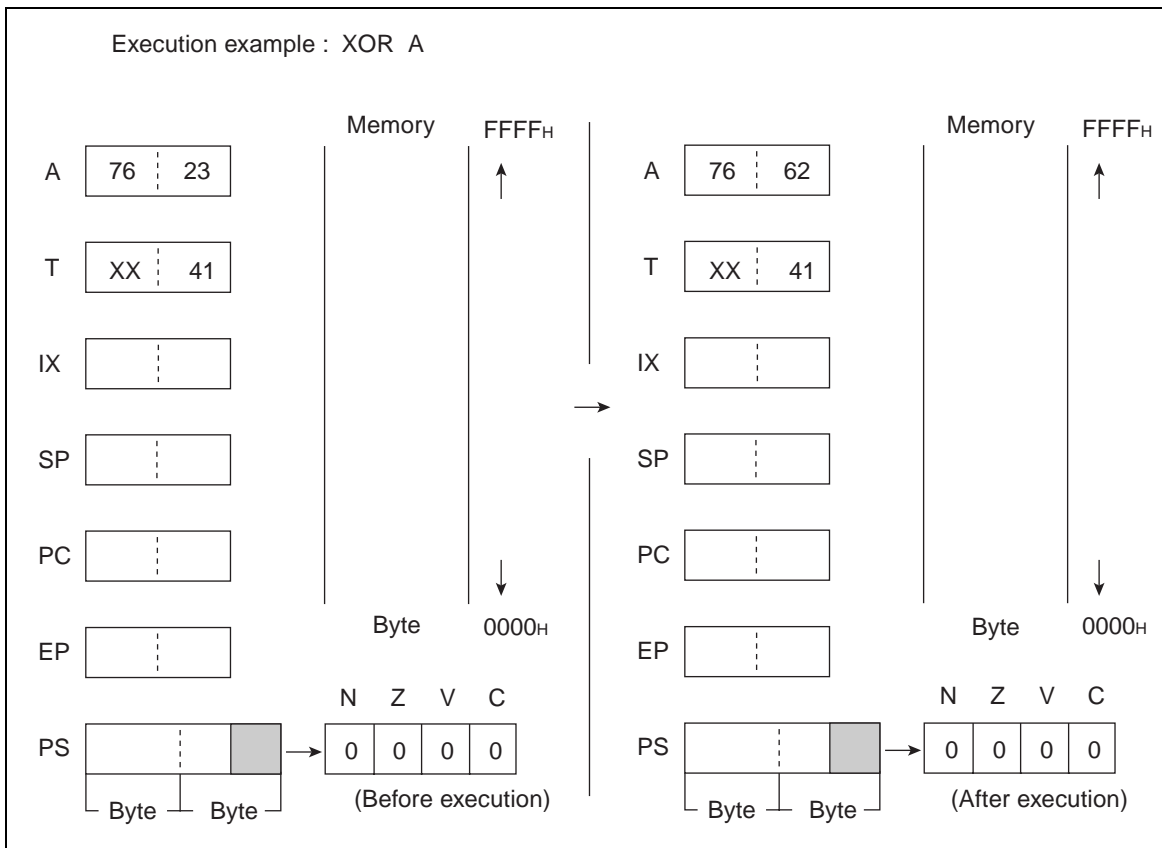 Execution example : XOR A
Memory FFFFH
A 76 23
T XX 41
IX
SP
PC
EP
Byte 0000H
N Z V C
PS 0 0 0 0
Byte Byte
(Before execution)
Memory FFFFH
A 76 62
T XX 41
IX
SP
PC
EP
Byte 0000H
N Z V C
PS 0 0 0 0
Byte Byte
(After execution)